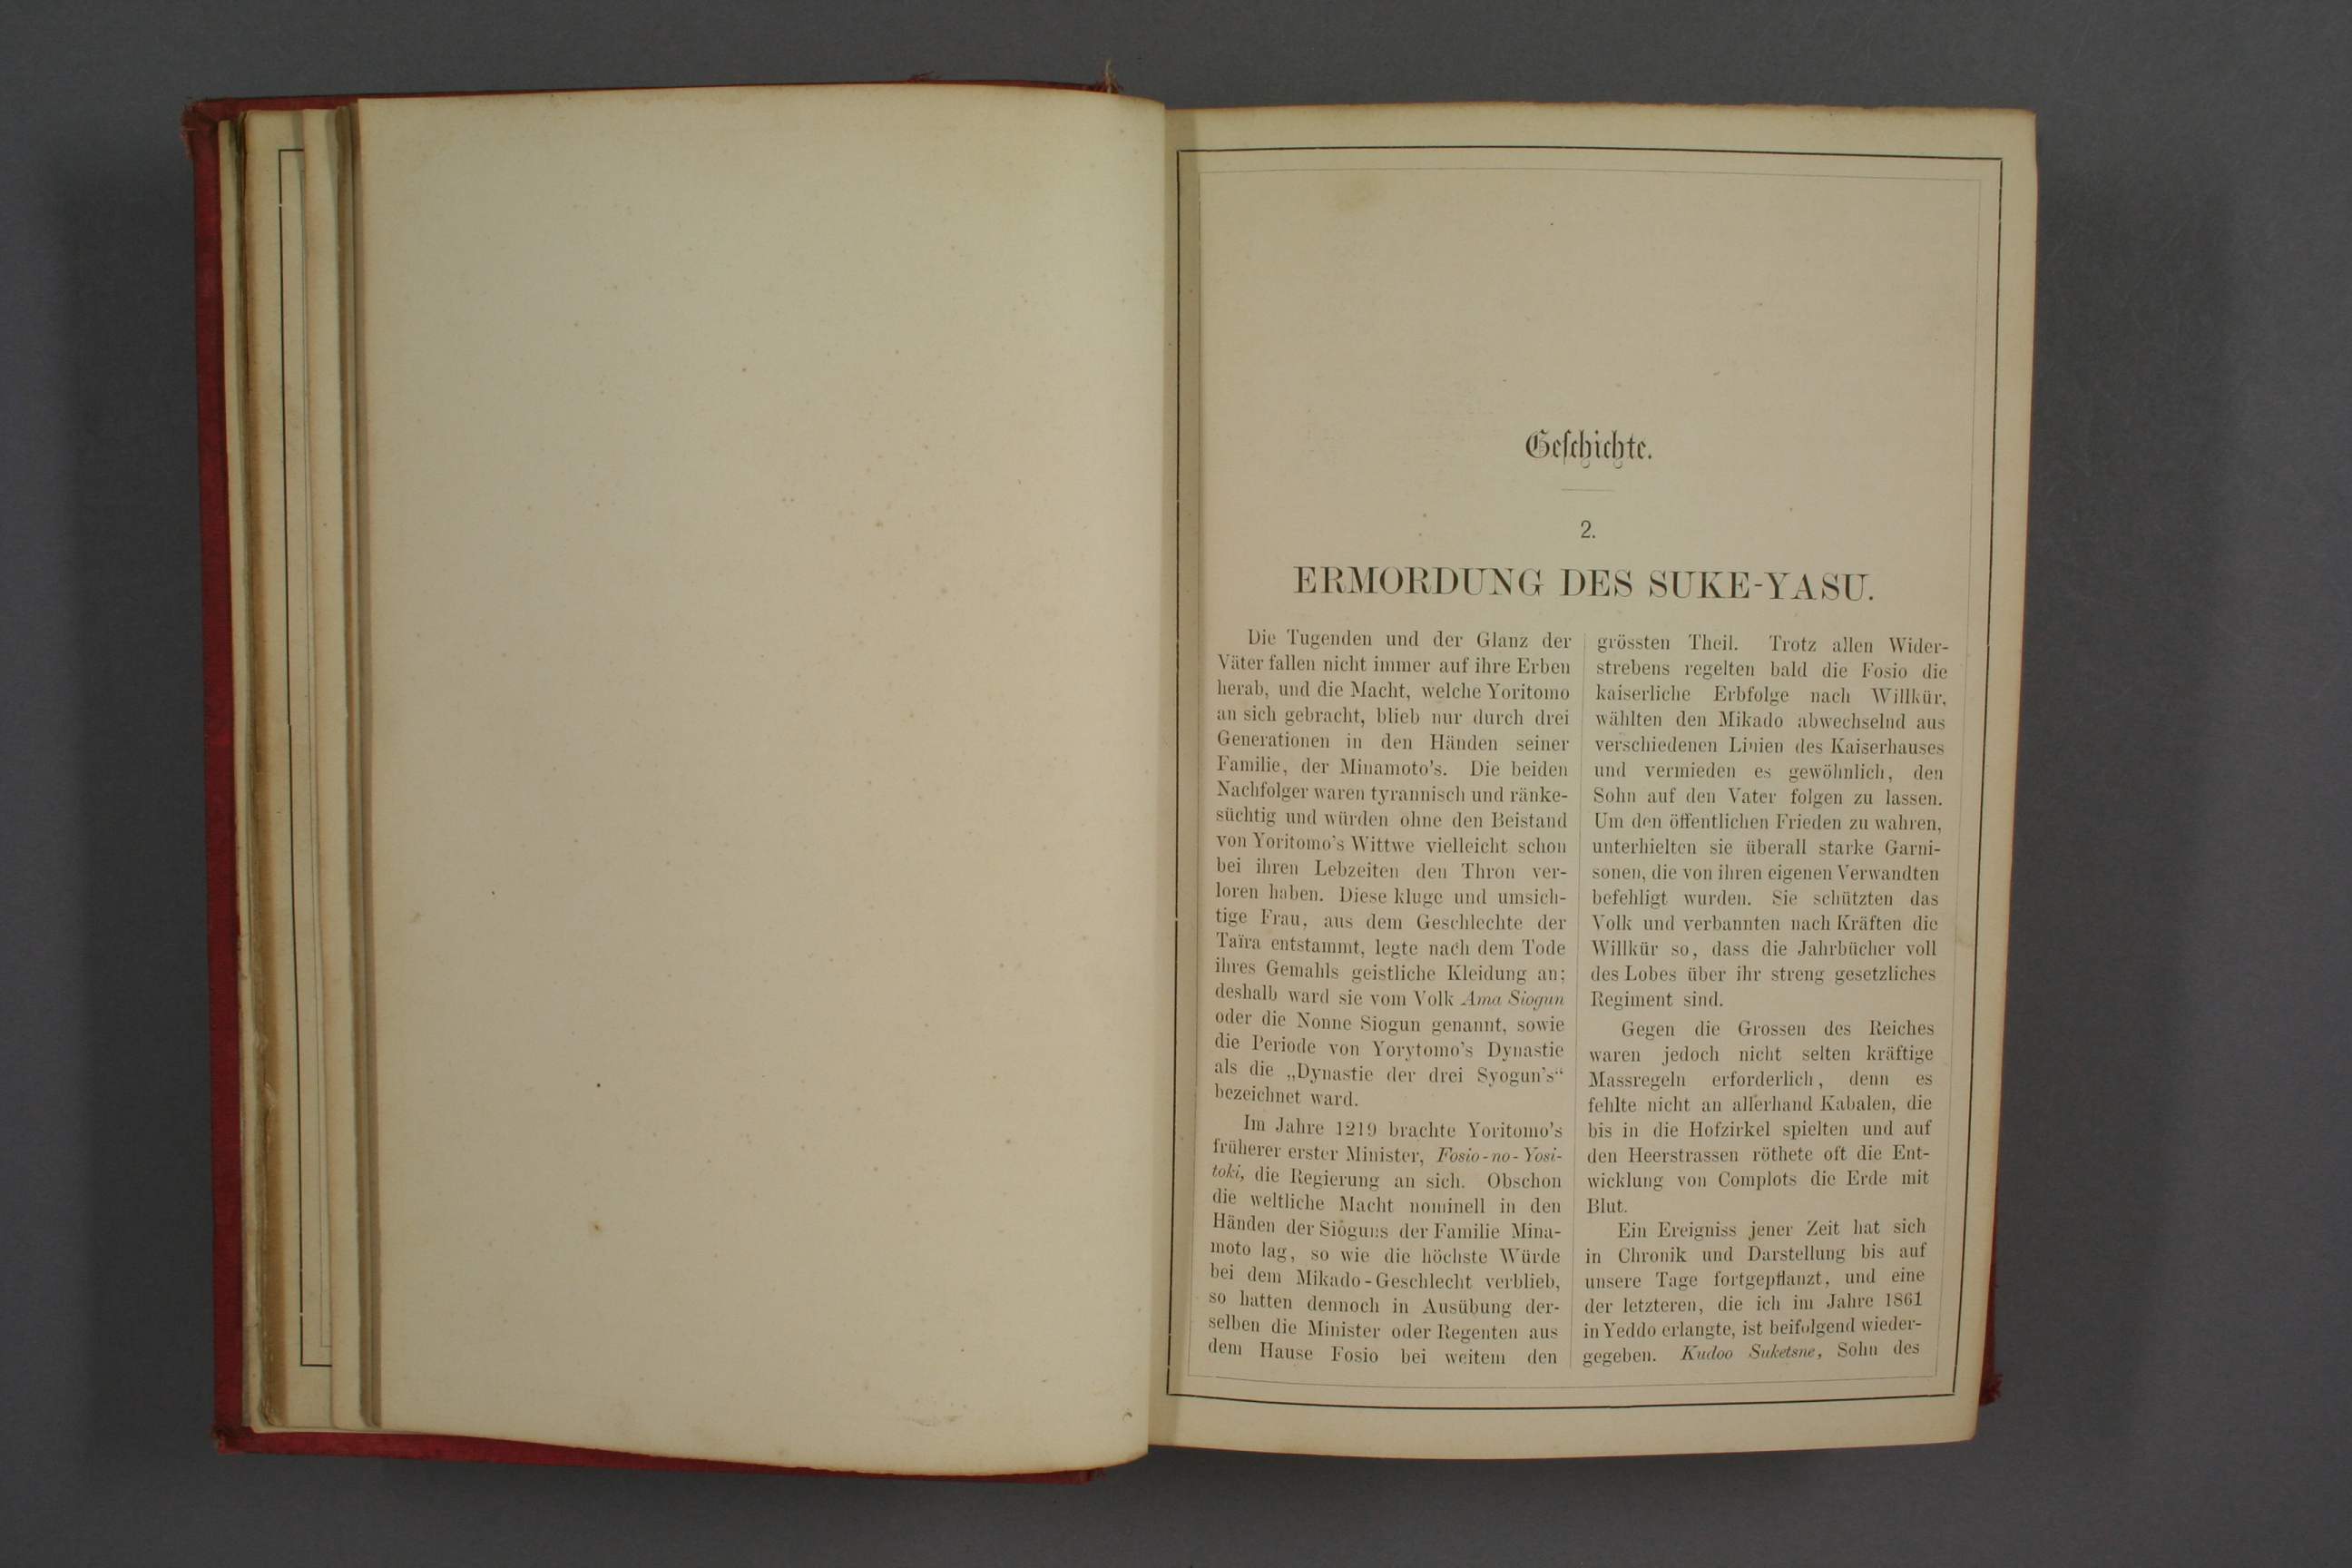 Geſchichte.
2.
ERMORDUNG DES SUKE-YASU.
Die Tugenden und der Glanz der
Väter fallen nicht immer auf ihre Erben
herab, und die Macht, welche Yoritomo
an sich gebracht, blieb nur durch drei
Generationen in den Händen seiner
Familie, der Minamoto's. Die beiden
Nachfolger waren tyrannisch und ränke-
süchtig und würden ohne den Beistand
von Yoritomo's Wittwe vielleicht schon
bei ihren Lebzeiten den Thron ver-
loren haben. Diese kluge und umsich-
tige Frau, aus dem Geschlechte der
Taïra entstammt, legte nach dem Tode
ihres Gemahls geistliche Kleidung an;
deshalb ward sie vom Volk Ama Siogun
oder die Nonne Siogun genannt, sowie
die Periode von Yorytomo's Dynastie
als die „Dynastie der drei Syogun's“
bezeichnet ward.
Im Jahre 1219 brachte Yoritomo's
früherer erster Minister, Fosio-no-Yosi-
toki, die Regierung an sich. Obschon
die weltliche Macht nominell in den
Händen der Siôguns der Familie Mina-
moto lag, so wie die höchste Würde
bei dem Mikado-Geschlecht verblieb,
so hatten dennoch in Ausübung der-
selben die Minister oder Regenten aus
dem Hause Fosio bei weitem den
grössten Theil. Trotz allen Wider-
strebens regelten bald die Fosio die
kaiserliche Erbfolge nach Willkür,
wählten den Mikado abwechselnd aus
verschiedenen Linien des Kaiserhauses
und vermieden es gewöhnlich, den
Sohn auf den Vater folgen zu lassen.
Um den öffentlichen Frieden zu wahren,
unterhielten sie überall starke Garni-
sonen, die von ihren eigenen Verwandten
befehligt wurden. Sie schützten das
Volk und verbannten nach Kräften die
Willkür so, dass die Jahrbücher voll
des Lobes über ihr streng gesetzliches
Regiment sind.
Gegen die Grossen des Reiches
waren jedoch nicht selten kräftige
Massregeln erforderlich, denn es
fehlte nicht an allerhand Kabalen, die
bis in die Hofzirkel spielten und auf
den Heerstrassen röthete oft die Ent-
wicklung von Complots die Erde mit
Blut.
Ein Ereigniss jener Zeit hat sich
in Chronik und Darstellung bis auf
unsere Tage fortgepflanzt, und eine
der letzteren, die ich im Jahre 1861
in Yeddo erlangte, ist beifolgend wieder-
gegeben. Kudoo Suketsne, Sohn des